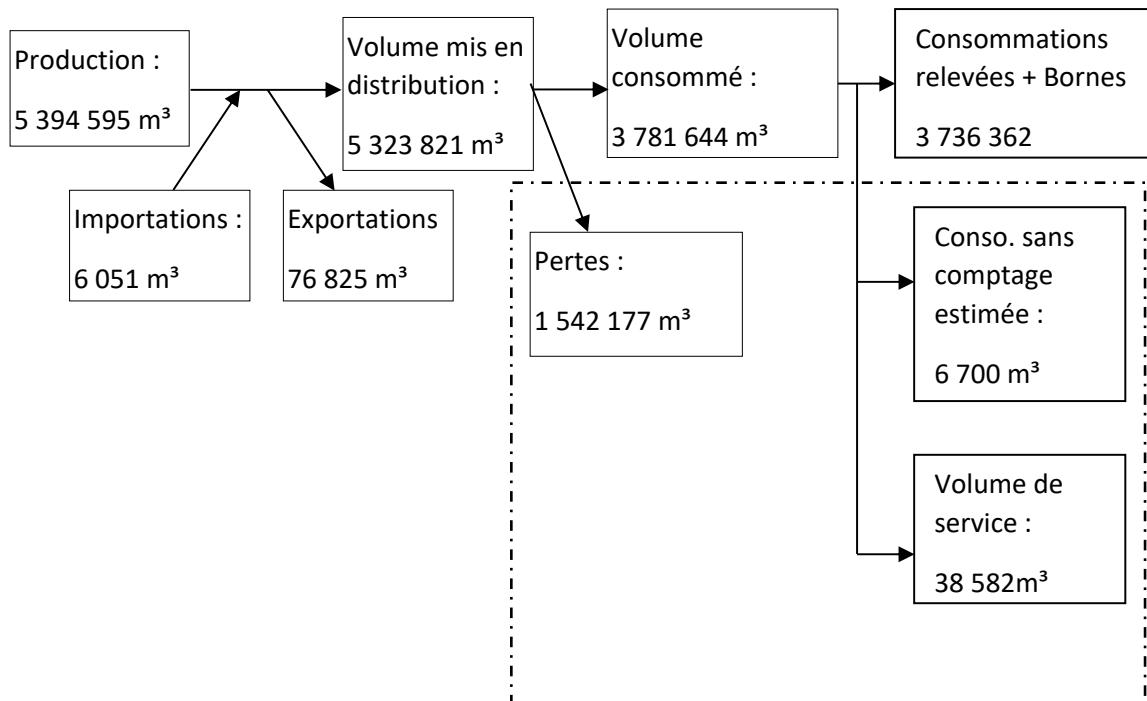 Production :
5 394 595 m³
Volume mis en
distribution :
5 323 821 m³
Volume
consommé :
3 781 644 m³
Consommations
relevées + Bornes
3 736 362
Importations :
6 051 m³
Exportations
76 825 m³
Pertes :
1 542 177 m³
Conso. sans
comptage
estimée :
6 700 m³
Volume de
service :
38 582m³